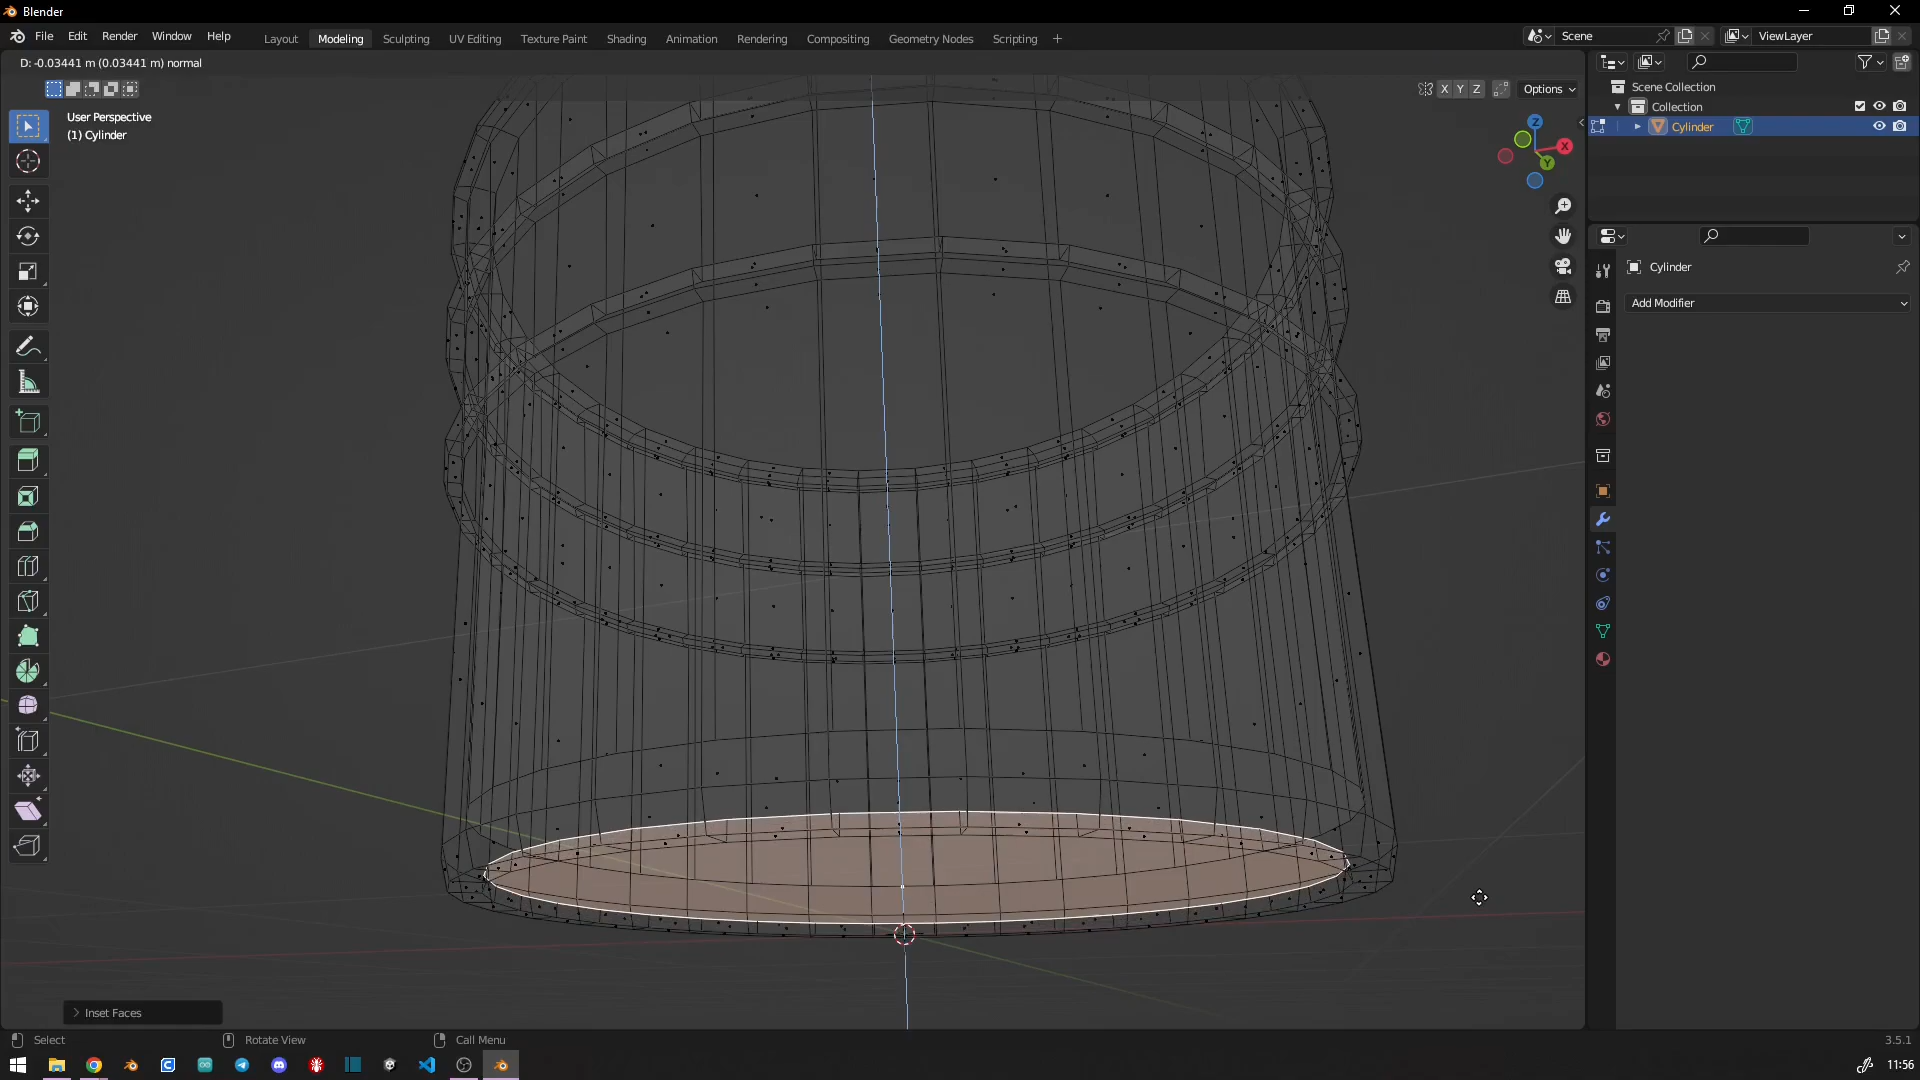 Blender
File Edit Render Window Help
Layout Modeling Sculpting UV Editing Texture Paint Shading Animation Rendering Compositing Geometry Nodes Scripting +
Scene
ViewLayer
D: -0.03441 m (0.03441 m) normal
X Y Z
Options
User Perspective
(1) Cylinder
Z
X
Y
Scene Collection
Collection
Cylinder
Cylinder
Add Modifier
Inset Faces
Select
Rotate View
Call Menu
3.5.1
11:56